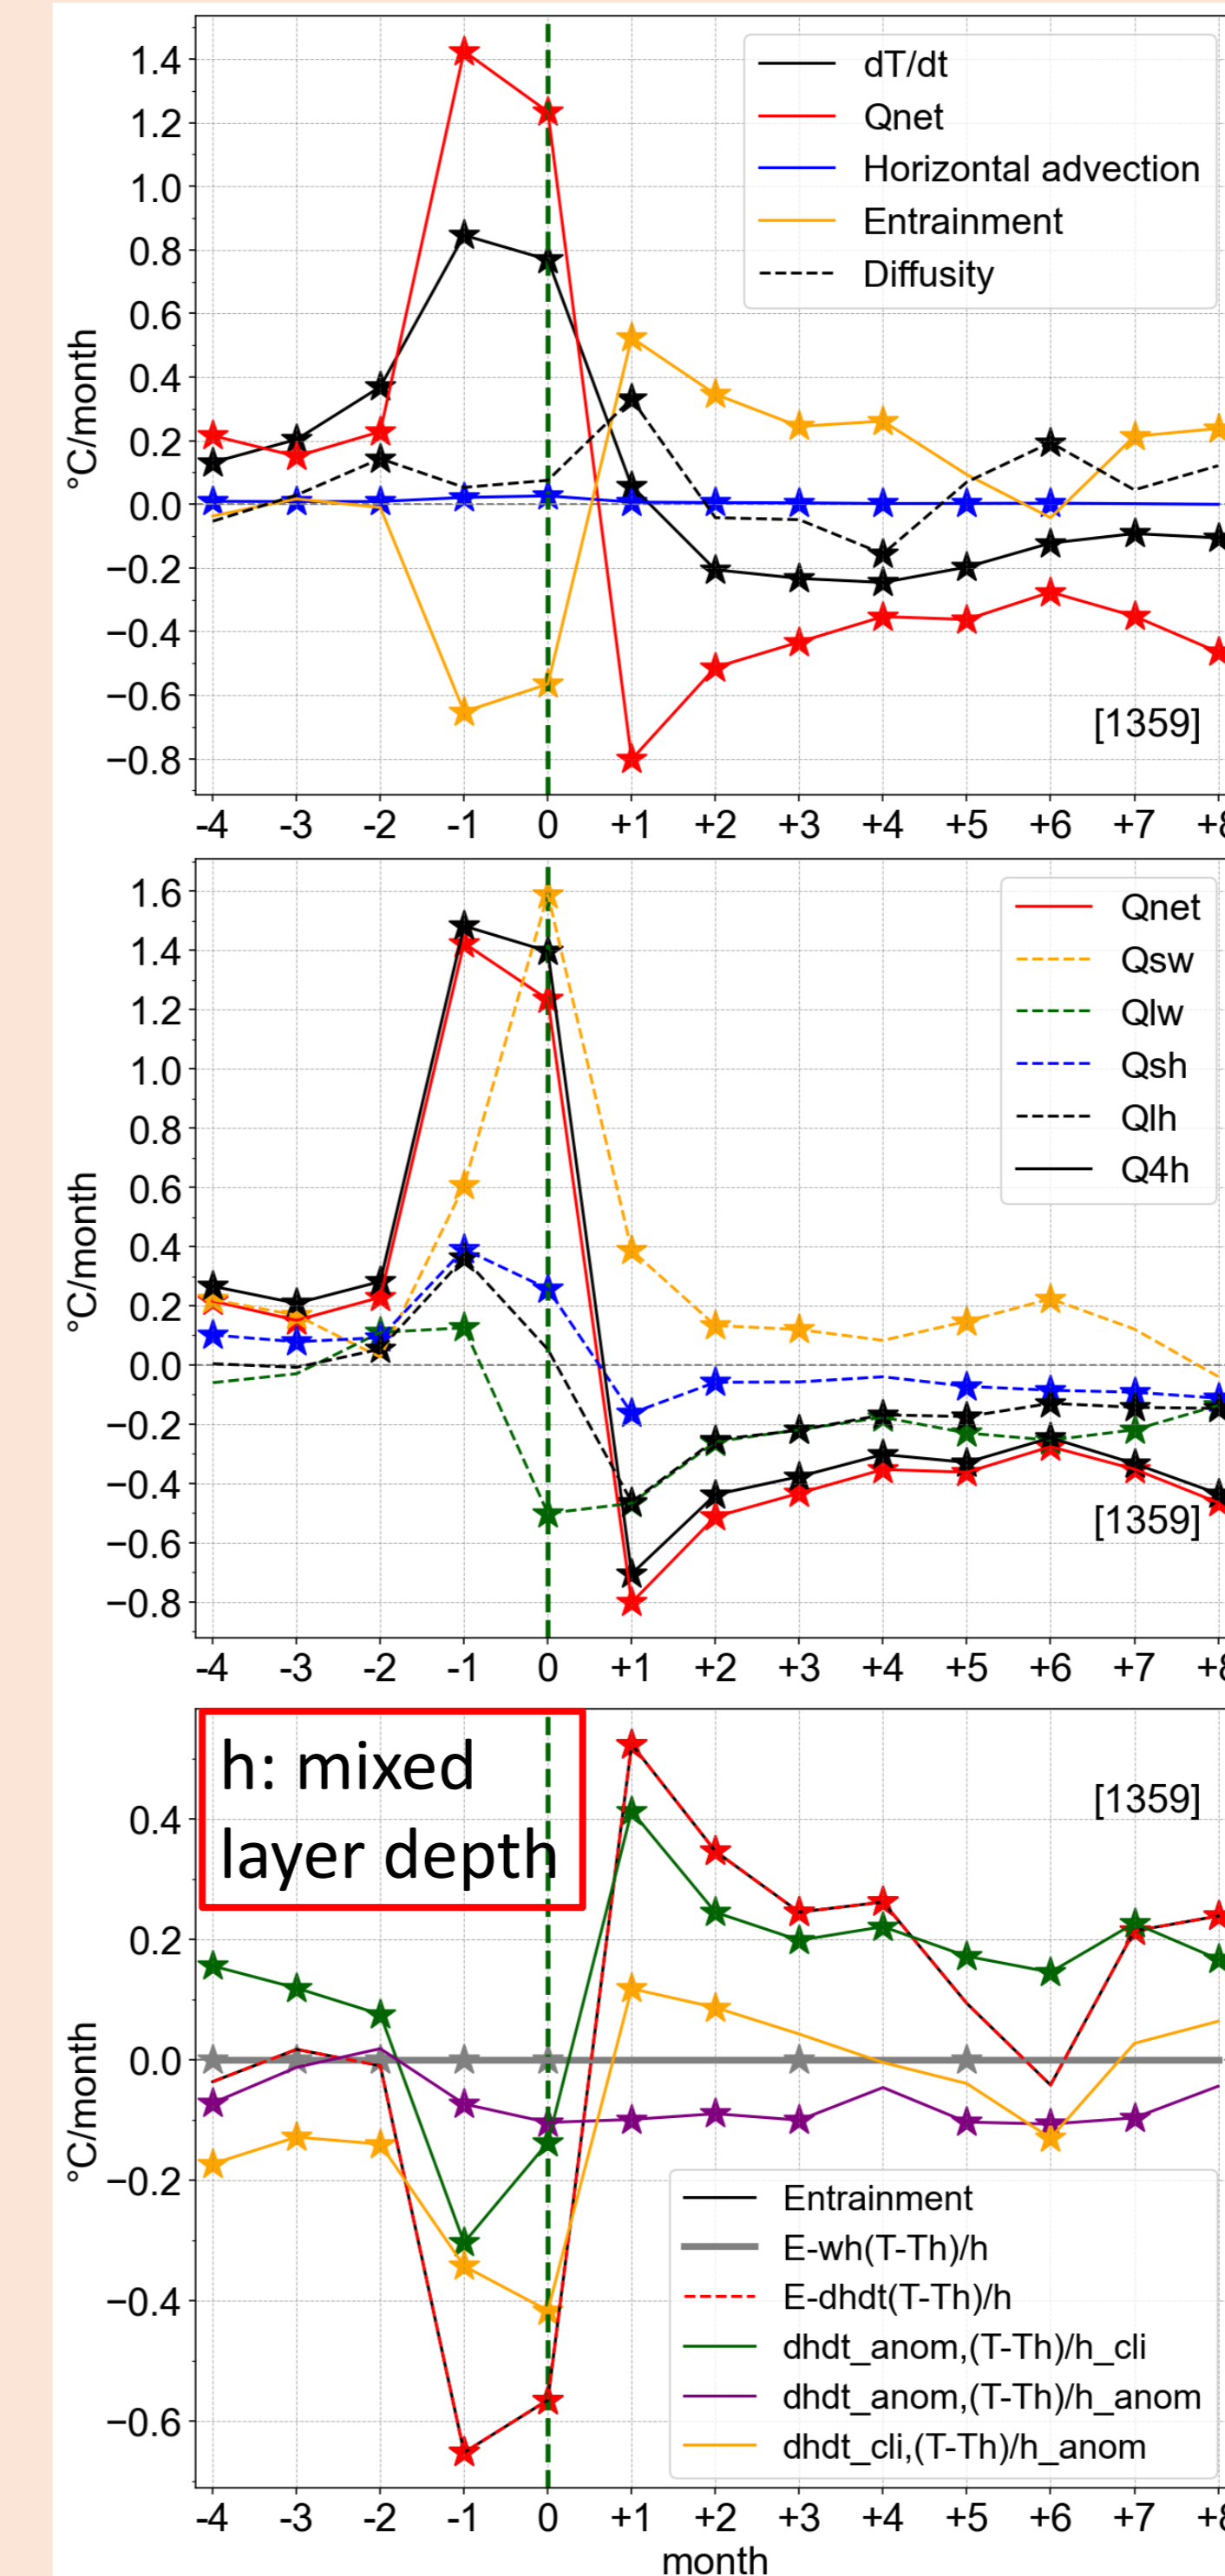 1.4
1.2
1.0
0.8
0.6
0.4
0.2
0.0
−0.2
−0.4
−0.6
−0.8
°C/month
dT/dt
Qnet
Horizontal advection
Entrainment
Diffusity
[1359]
-4 -3 -2 -1 0 +1 +2 +3 +4 +5 +6 +7 +8
1.6
1.4
1.2
1.0
0.8
0.6
0.4
0.2
0.0
−0.2
−0.4
−0.6
−0.8
°C/month
Qnet
Qsw
Qlw
Qsh
Qlh
Q4h
[1359]
-4 -3 -2 -1 0 +1 +2 +3 +4 +5 +6 +7 +8
h: mixed
layer depth
[1359]
0.4
0.2
0.0
−0.2
−0.4
−0.6
°C/month
Entrainment
E-wh(T-Th)/h
E-dhdt(T-Th)/h
dhdt_anom,(T-Th)/h_cli
dhdt_anom,(T-Th)/h_anom
dhdt_cli,(T-Th)/h_anom
-4 -3 -2 -1 0 +1 +2 +3 +4 +5 +6 +7 +8
month